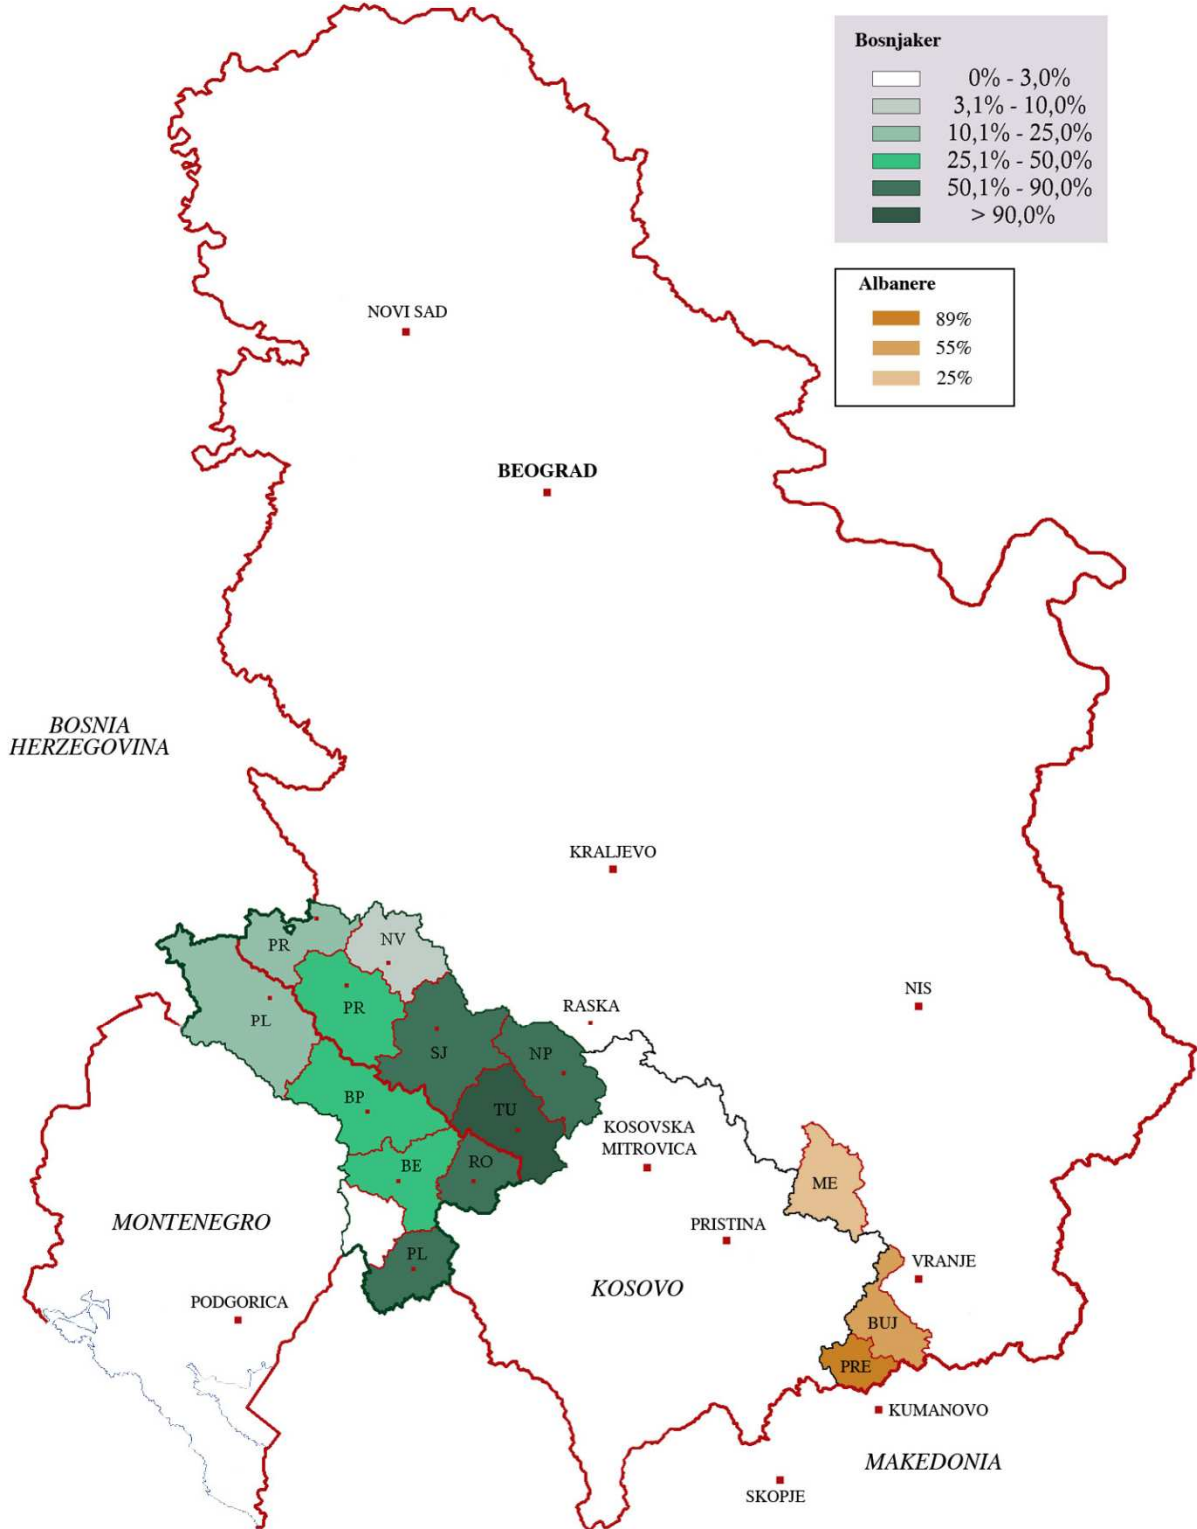 Bosnjaker
0% - 3,0%
3,1% - 10,0%
10,1% - 25,0%
25,1% - 50,0%
50,1% - 90,0%
> 90,0%
Albanere
89%
55%
25%
NOVI SAD
BEOGRAD
BOSNIA
HERZEGOVINA
KRALJEVO
PR
NV
NIS
PL
PR
RASKA
SJ
NP
BP
TU
KOSOVSKA
MITROVICA
BE
RO
ME
MONTENEGRO
PRISTINA
PL
VRANJE
KOSOVO
PODGORICA
BUJ
PRE
KUMANOVO
MAKEDONIA
SKOPJE